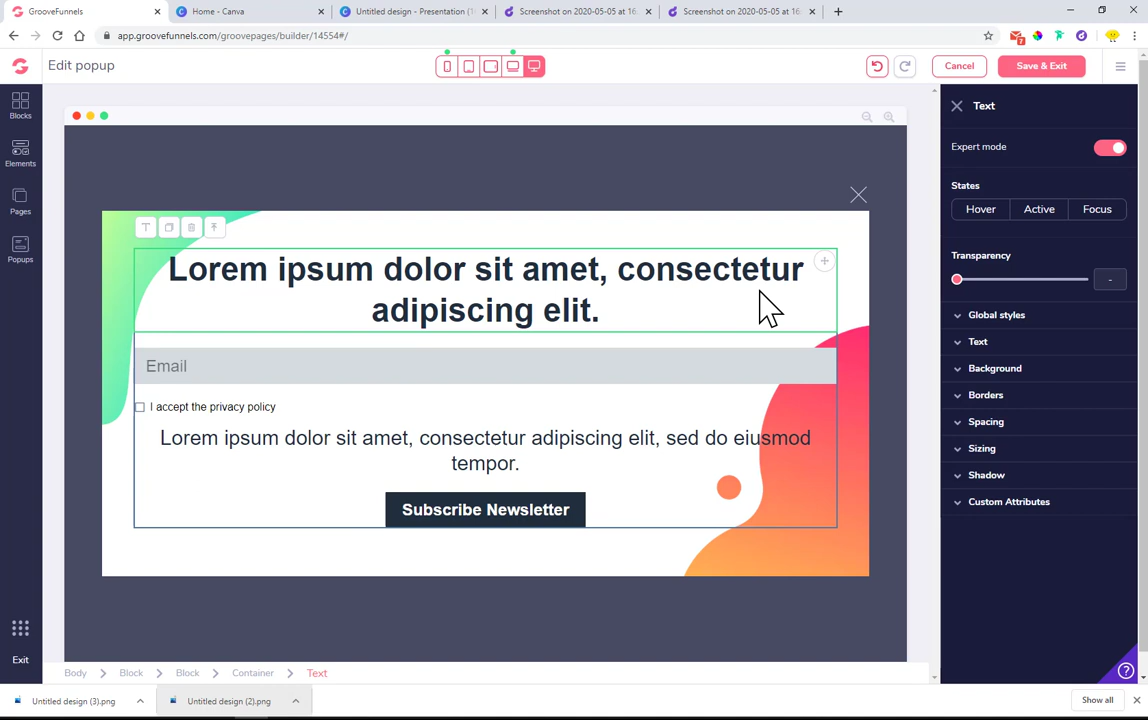 GrooveFunnels
Home - Canva
Untitled design - Presentation (1
Screenshot on 2020-05-05 at 16:
Screenshot on 2020-05-05 at 16:
app.groovefunnels.com/groovepages/builder/14554#/
7
Edit popup
Cancel
Save & Exit
Blocks
Elements
Pages
Popups
Exit
Lorem ipsum dolor sit amet, consectetur
adipiscing elit.
Email
I accept the privacy policy
Lorem ipsum dolor sit amet, consectetur adipiscing elit, sed do eiusmod
tempor.
Subscribe Newsletter
Text
Expert mode
States
Hover
Active
Focus
Transparency
-
Global styles
Text
Background
Borders
Spacing
Sizing
Shadow
Custom Attributes
Body
Block
Block
Container
Text
Untitled design (3).png
Untitled design (2).png
Show all